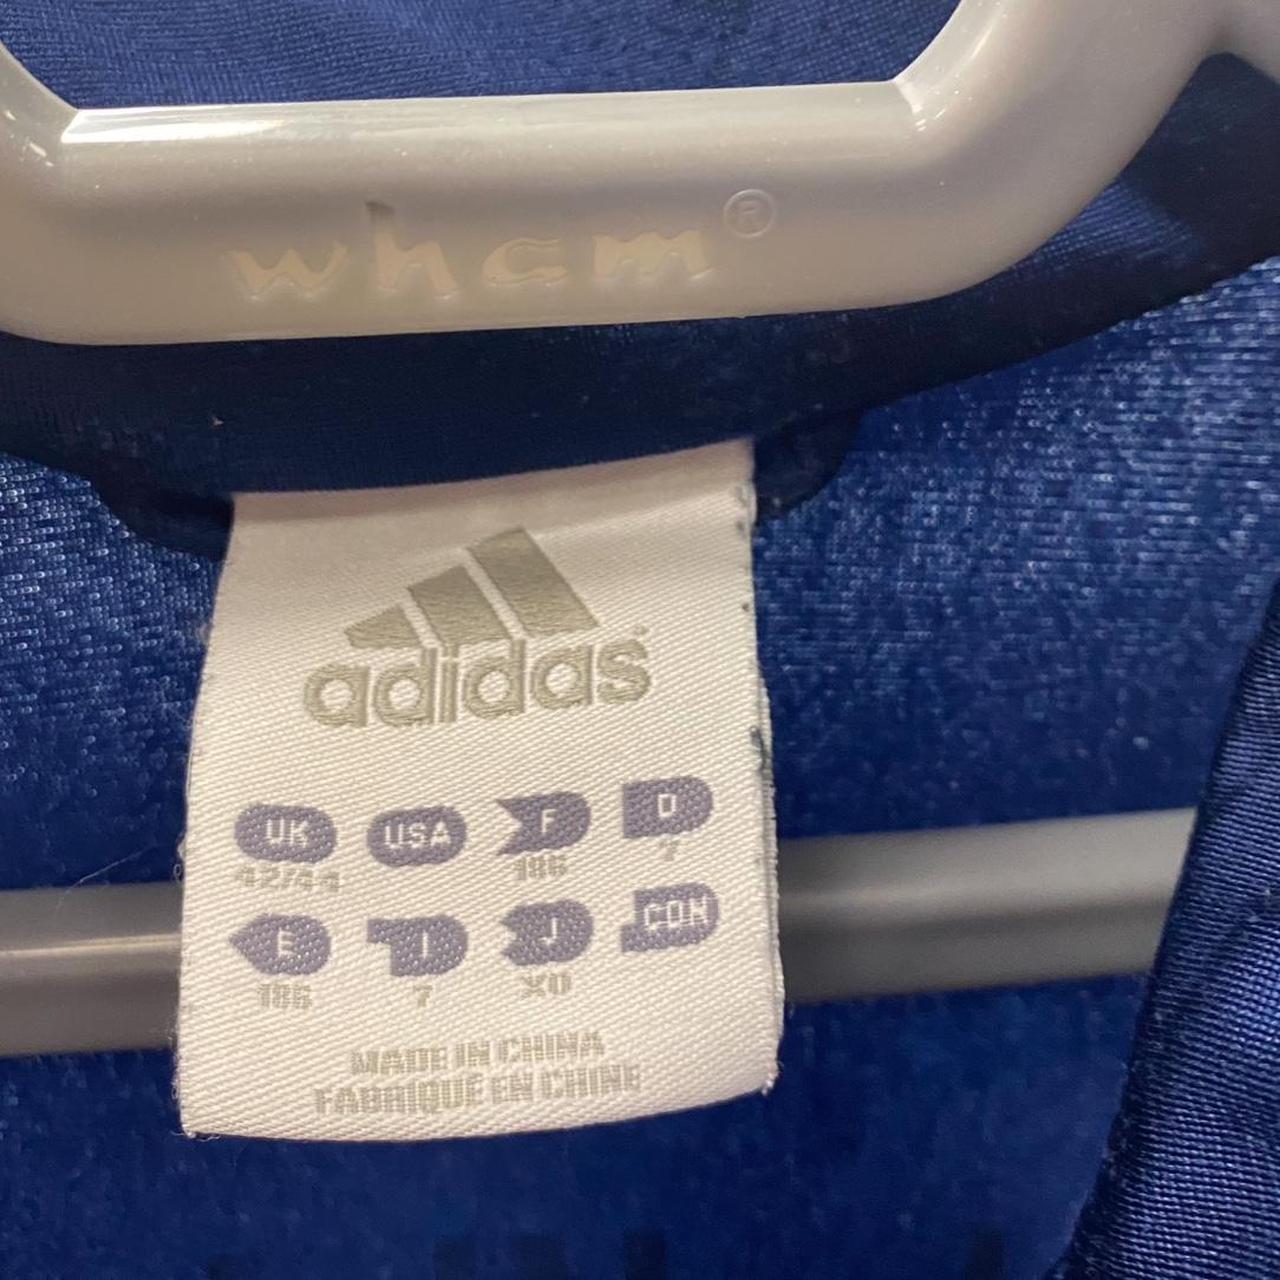 whcm®
adidas
UK USA F D
42/44 186 7
E I J CON
186 7 XO
MADE IN CHINA
FABRIQUE EN CHINE